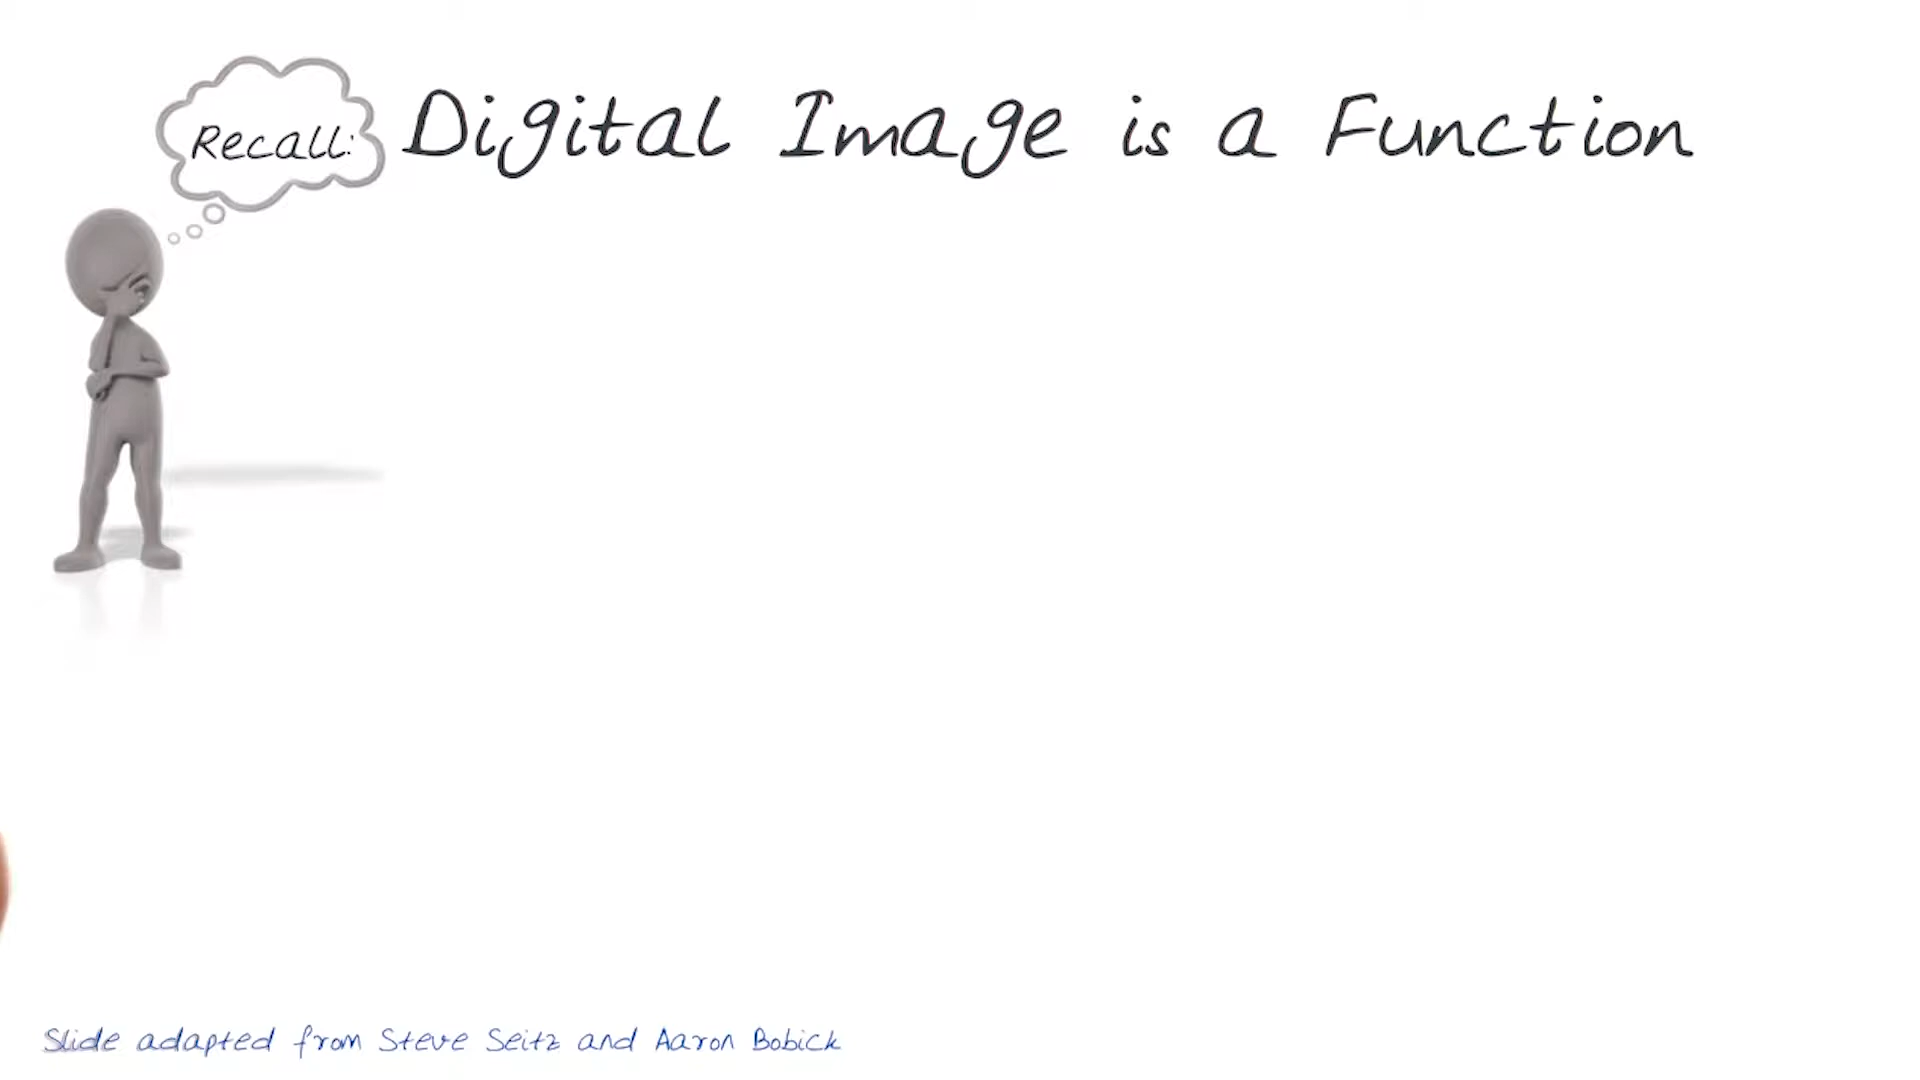 Recall: Digital Image is a Function
Slide adapted from Steve Seitz and Aaron Bobick